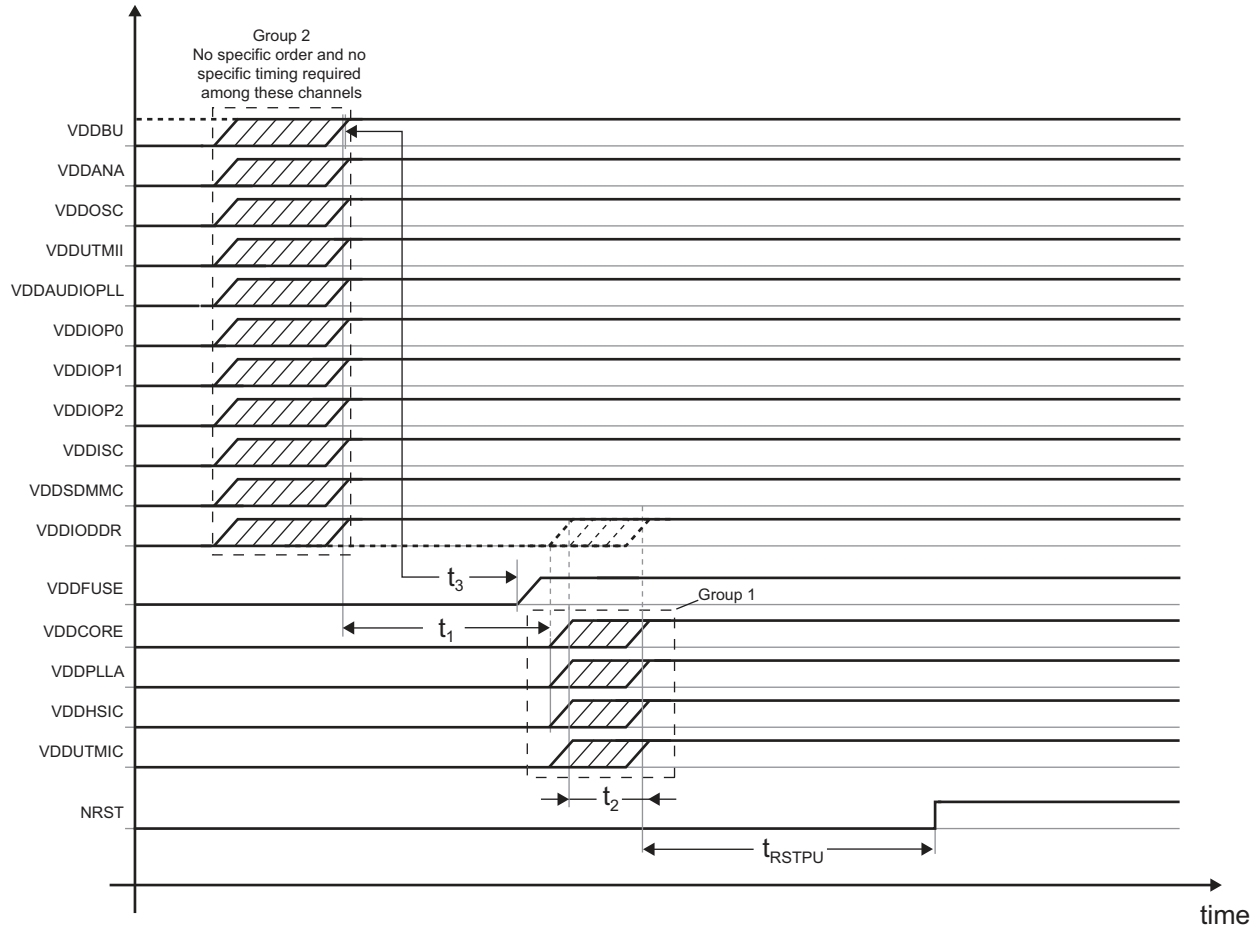 Group 2
No specific order and no
specific timing required
among these channels
VDDBU
VDDANA
VDDOSC
VDDUTMII
VDDAUDIOPLL
VDDIOP0
VDDIOP1
VDDIOP2
VDDISC
VDDSDMMC
VDDIODDR
t3
VDDFUSE
Group 1
t1
VDDCORE
VDDPLLA
VDDHSIC
VDDUTMIC
t2
NRST
tRSTPU
time